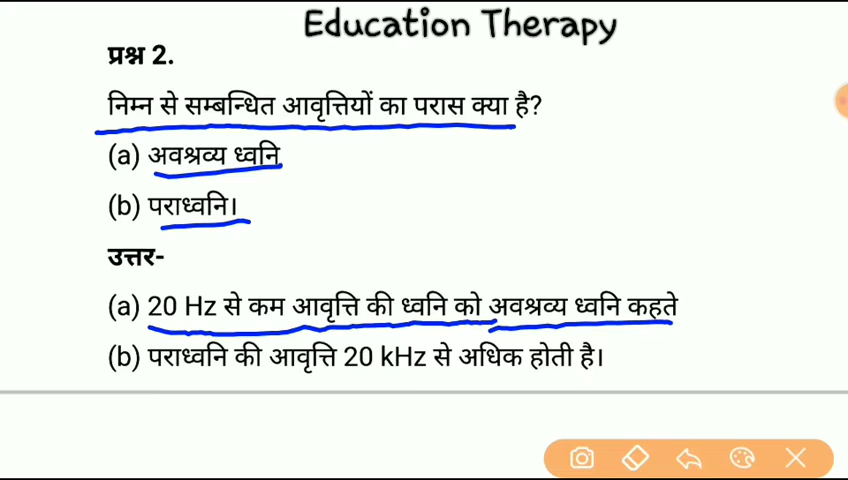 Education Therapy
प्रश्न 2.
निम्न से सम्बन्धित आवृत्तियों का परास क्या है?
(a) अवश्रव्य ध्वनि
(b) पराध्वनि।
उत्तर-
(a) 20 Hz से कम आवृत्ति की ध्वनि को अवश्रव्य ध्वनि कहते
(b) पराध्वनि की आवृत्ति 20 kHz से अधिक होती है।